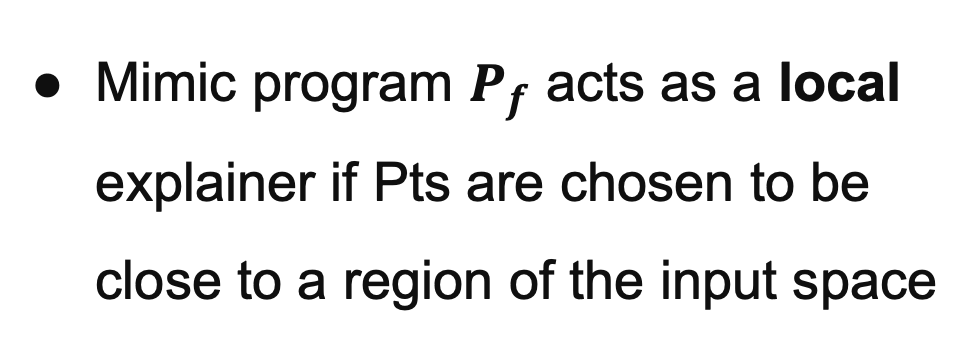 ● Mimic program P_f acts as a local
explainer if Pts are chosen to be
close to a region of the input space